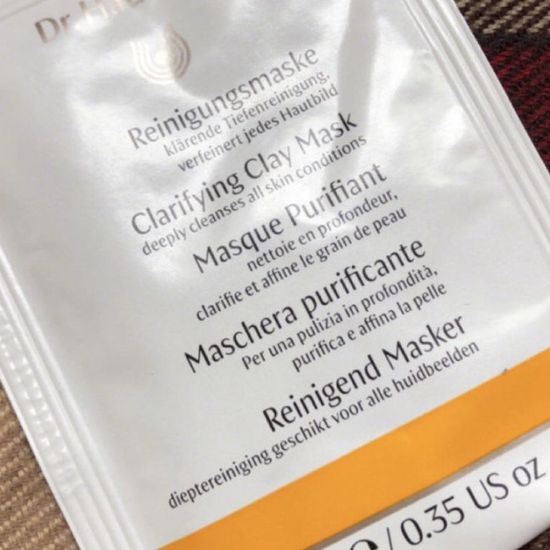 Dr.
Reinigungsmaske
klärende Tiefenreinigung,
verfeinert jedes Hautbild
Clarifying Clay Mask
deeply cleanses all skin conditions
Masque Purifiant
nettoie en profondeur,
clarifie et affine le grain de peau
Maschera purificante
Per una pulizia in profondità,
purifica e affina la pelle
Reinigend Masker
dieptereiniging geschikt voor alle huidbeelden
/ 0.35 US oz